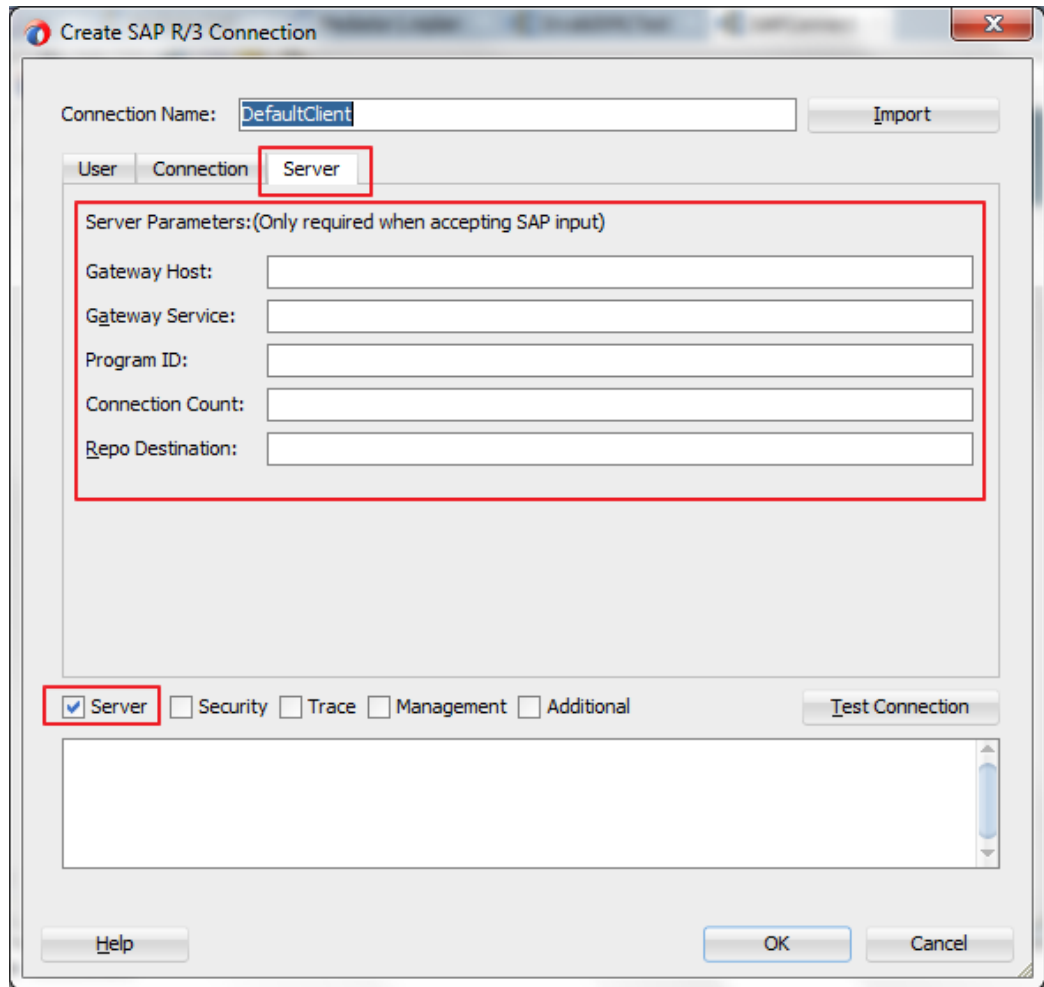 Create SAP R/3 Connection
Connection Name: DefaultClient Import
User Connection Server
Server Parameters:(Only required when accepting SAP input)
Gateway Host:
Gateway Service:
Program ID:
Connection Count:
Repo Destination:
Server Security Trace Management Additional Test Connection
Help OK Cancel